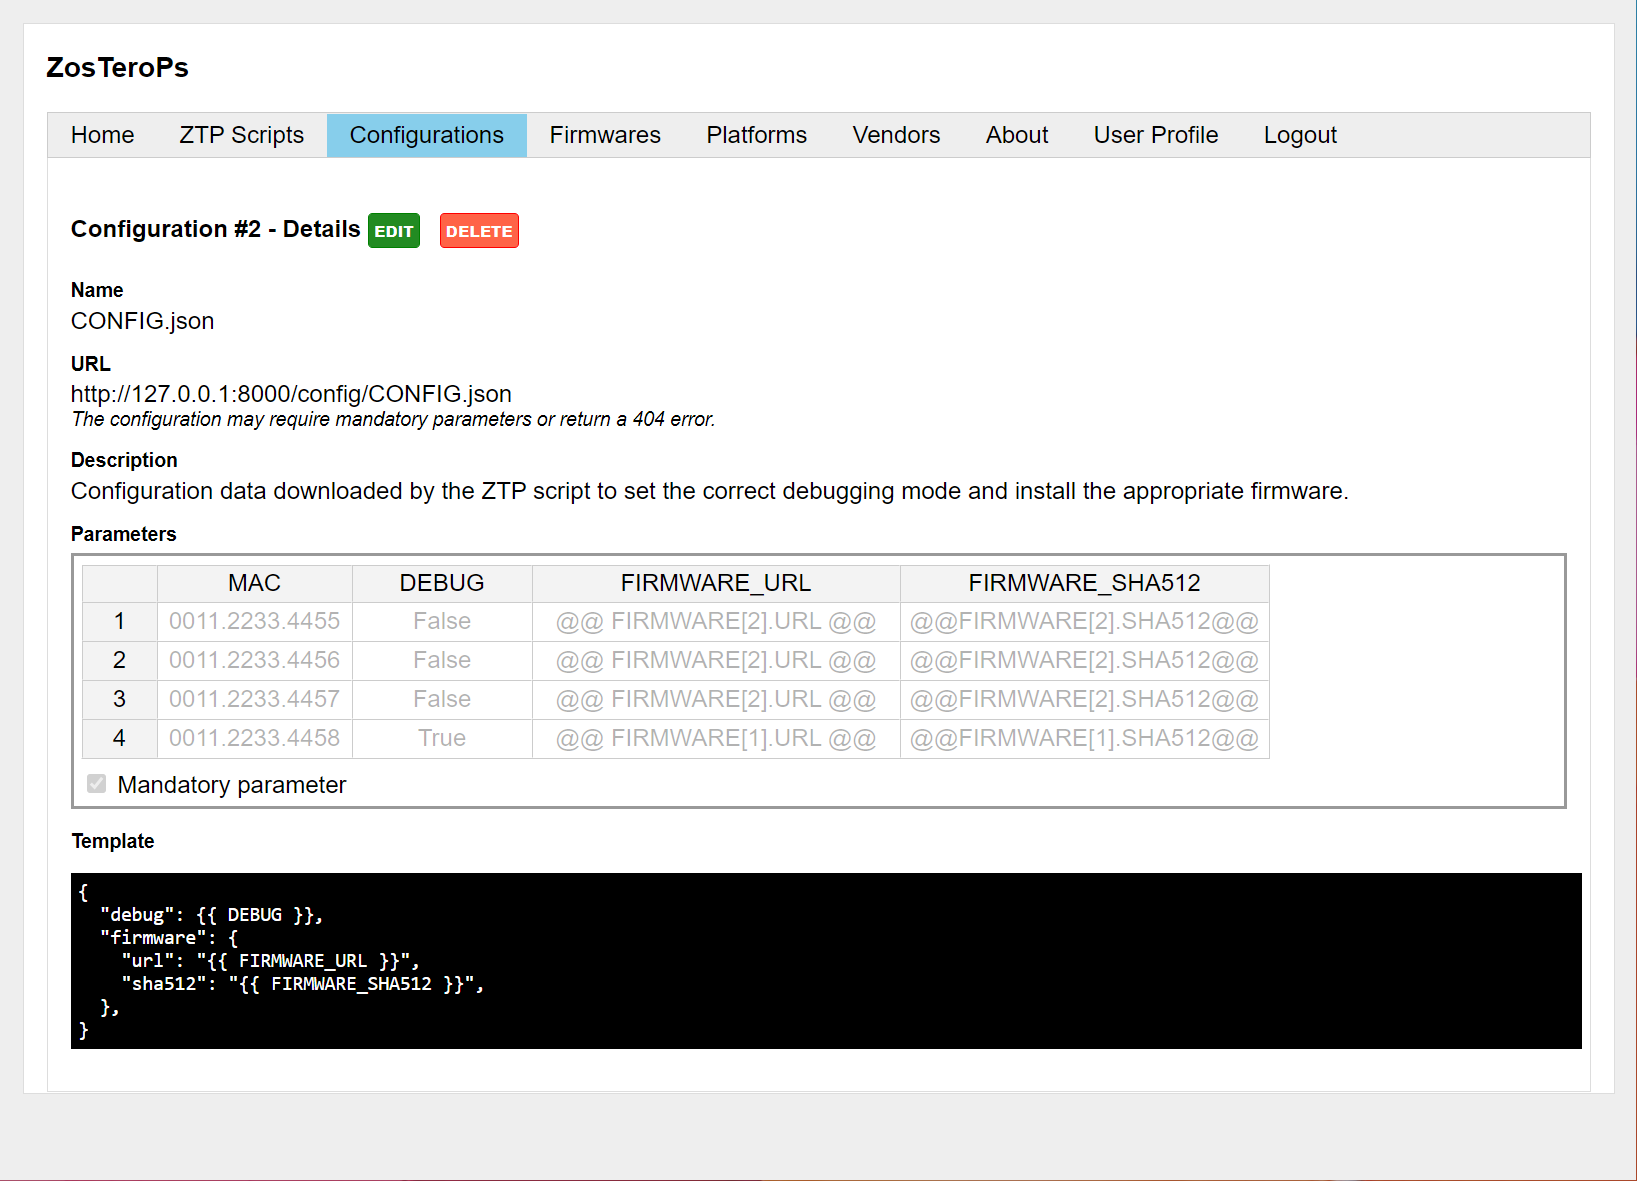 ZosTeroPs
Home ZTP Scripts Configurations Firmwares Platforms Vendors About User Profile Logout
Configuration #2 - Details EDIT DELETE
Name
CONFIG.json
URL
http://127.0.0.1:8000/config/CONFIG.json
The configuration may require mandatory parameters or return a 404 error.
Description
Configuration data downloaded by the ZTP script to set the correct debugging mode and install the appropriate firmware.
Parameters
MAC DEBUG FIRMWARE_URL FIRMWARE_SHA512
1 0011.2233.4455 False @@ FIRMWARE[2].URL @@ @@FIRMWARE[2].SHA512@@
2 0011.2233.4456 False @@ FIRMWARE[2].URL @@ @@FIRMWARE[2].SHA512@@
3 0011.2233.4457 False @@ FIRMWARE[2].URL @@ @@FIRMWARE[2].SHA512@@
4 0011.2233.4458 True @@ FIRMWARE[1].URL @@ @@FIRMWARE[1].SHA512@@
Mandatory parameter
Template
{
  "debug": {{ DEBUG }},
  "firmware": {
    "url": "{{ FIRMWARE_URL }}",
    "sha512": "{{ FIRMWARE_SHA512 }}",
  },
}